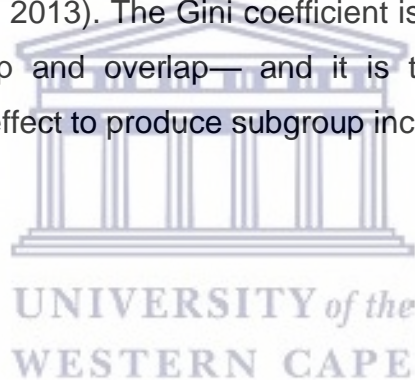 2013). The Gini coefficient is
p and overlap— and it is t
effect to produce subgroup inc
UNIVERSITY of the
WESTERN CAPE